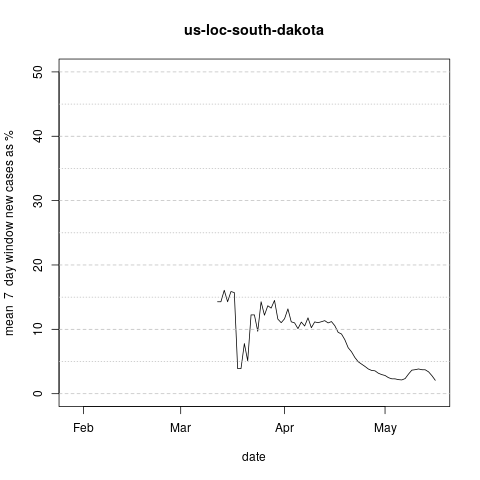 us-loc-south-dakota
mean  7  day window new cases as %
50
40
30
20
10
0
Feb
Mar
Apr
May
date